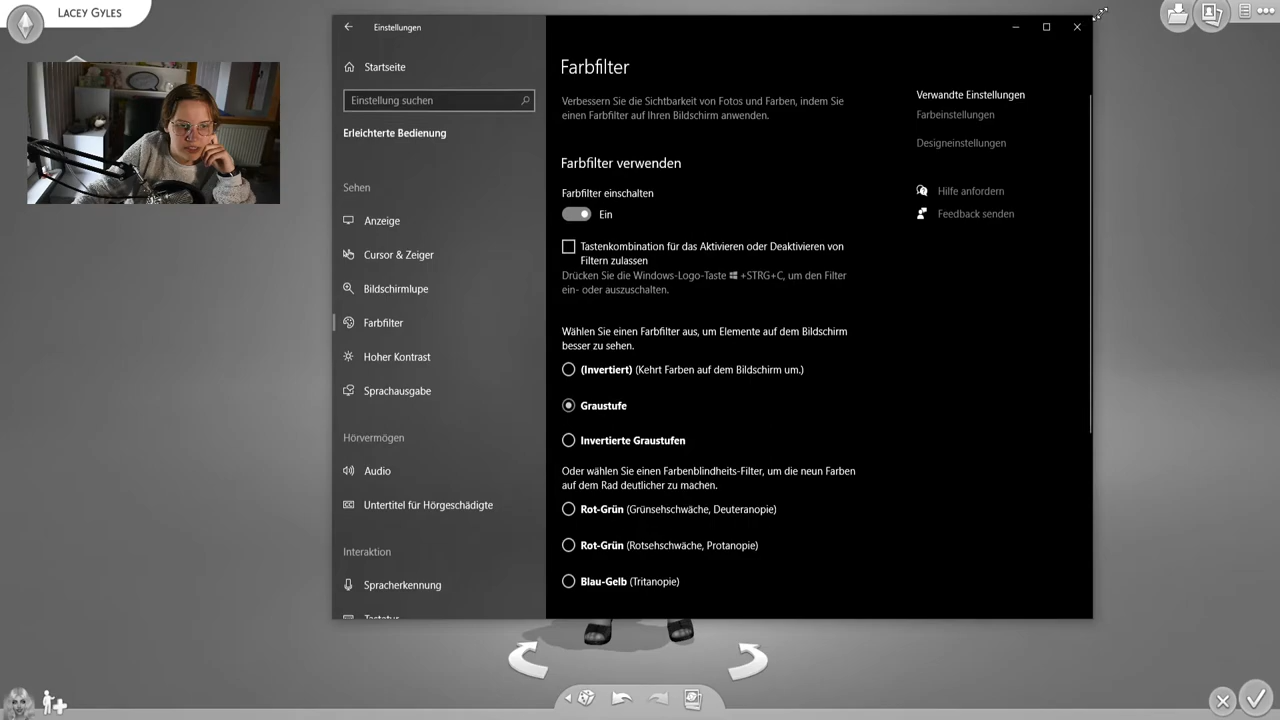 LACEY GYLES
Einstellungen
Startseite
Einstellung suchen
Erleichterte Bedienung
Sehen
Anzeige
Cursor & Zeiger
Bildschirmlupe
Farbfilter
Hoher Kontrast
Sprachausgabe
Hörvermögen
Audio
Untertitel für Hörgeschädigte
Interaktion
Spracherkennung
Tastatur
Farbfilter
Verbessern Sie die Sichtbarkeit von Fotos und Farben, indem Sie
einen Farbfilter auf Ihren Bildschirm anwenden.
Farbfilter verwenden
Farbfilter einschalten
Ein
Tastenkombination für das Aktivieren oder Deaktivieren von
Filtern zulassen
Drücken Sie die Windows-Logo-Taste +STRG+C, um den Filter
ein- oder auszuschalten.
Wählen Sie einen Farbfilter aus, um Elemente auf dem Bildschirm
besser zu sehen.
(Invertiert) (Kehrt Farben auf dem Bildschirm um.)
Graustufe
Invertierte Graustufen
Oder wählen Sie einen Farbenblindheits-Filter, um die neun Farben
auf dem Rad deutlicher zu machen.
Rot-Grün (Grünsehschwäche, Deuteranopie)
Rot-Grün (Rotsehschwäche, Protanopie)
Blau-Gelb (Tritanopie)
Verwandte Einstellungen
Farbeinstellungen
Designeinstellungen
Hilfe anfordern
Feedback senden